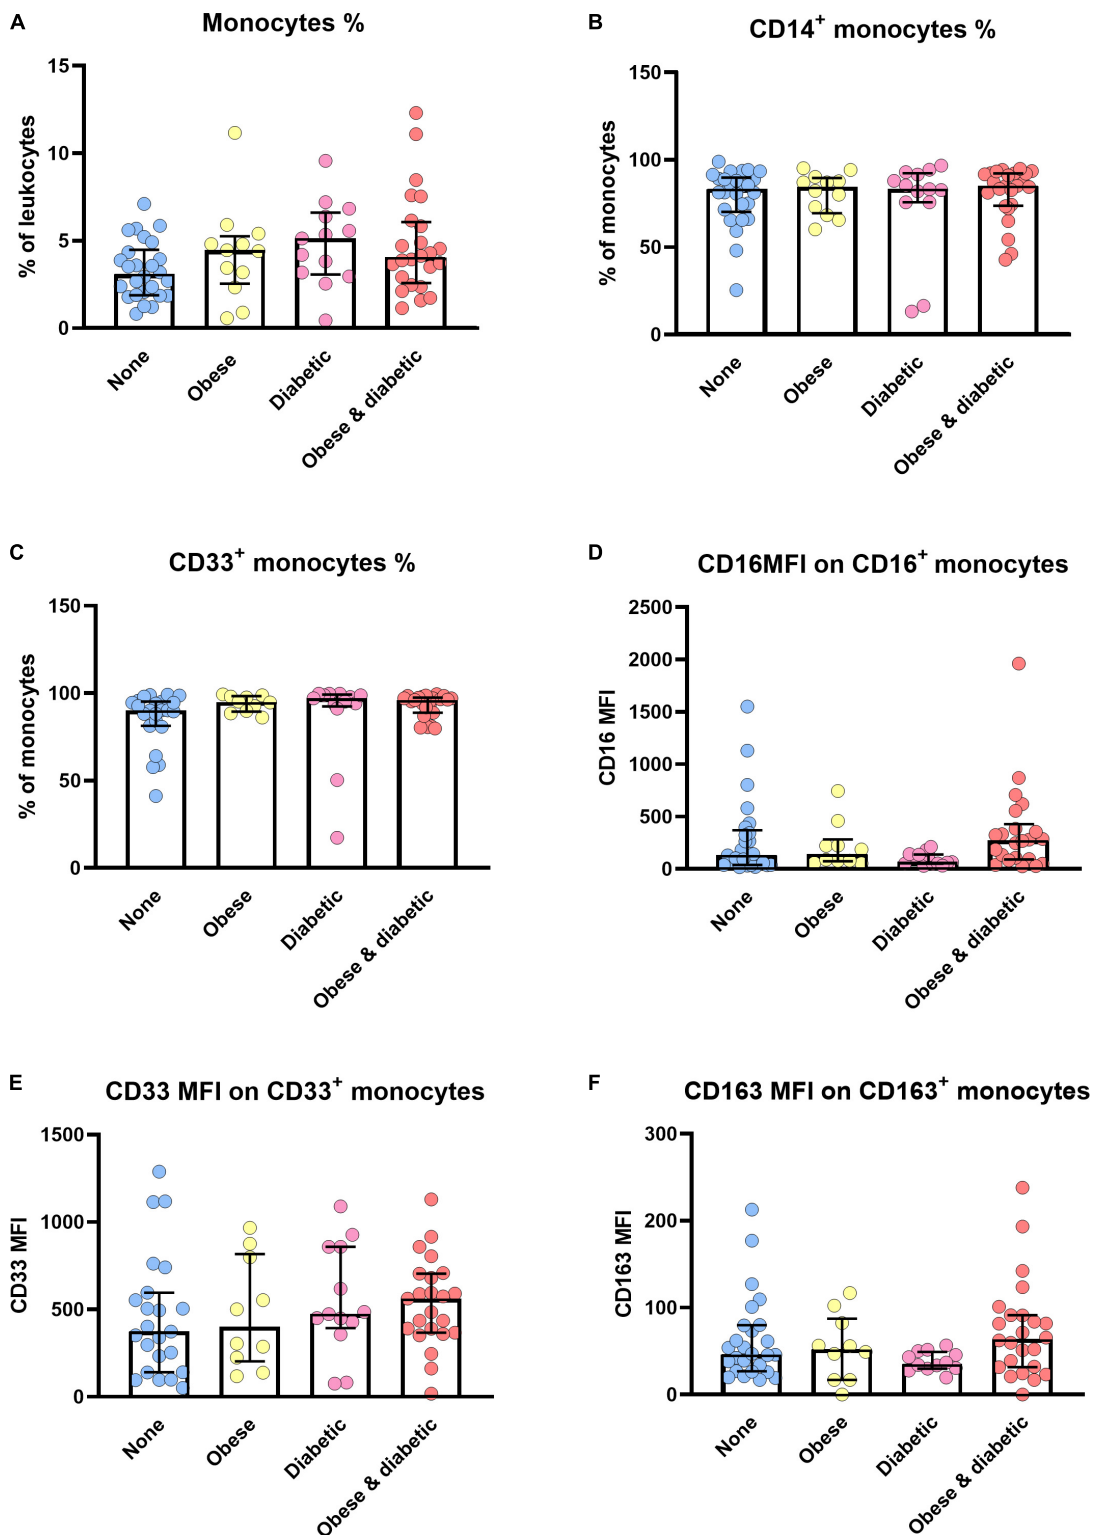 A
Monocytes %
% of leukocytes
15
10
5
0
None
Obese
Diabetic
Obese & diabetic
B
CD14+ monocytes %
% of monocytes
150
100
50
0
None
Obese
Diabetic
Obese & diabetic
C
CD33+ monocytes %
% of monocytes
150
100
50
0
None
Obese
Diabetic
Obese & diabetic
D
CD16MFI on CD16+ monocytes
CD16 MFI
2500
2000
1500
1000
500
0
None
Obese
Diabetic
Obese & diabetic
E
CD33 MFI on CD33+ monocytes
CD33 MFI
1500
1000
500
0
None
Obese
Diabetic
Obese & diabetic
F
CD163 MFI on CD163+ monocytes
CD163 MFI
300
200
100
0
None
Obese
Diabetic
Obese & diabetic